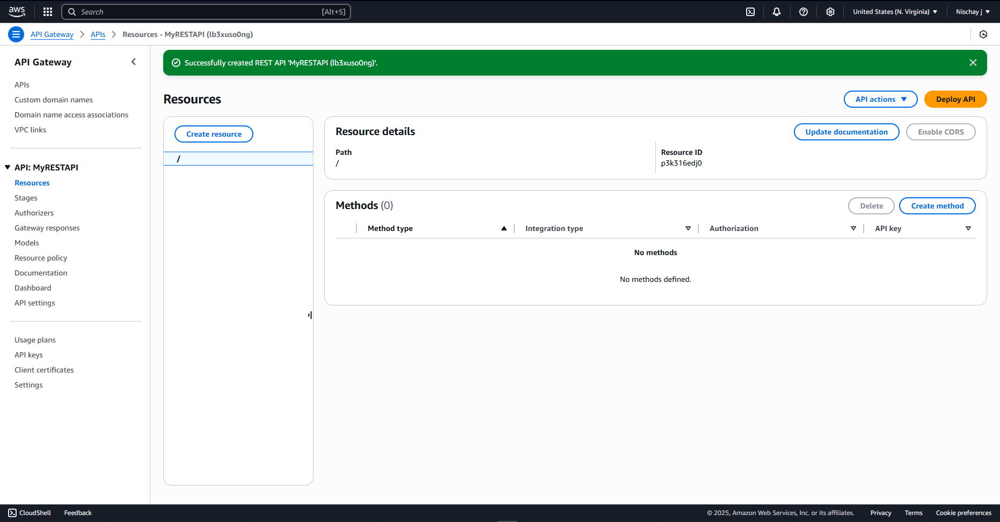 aws
Search [Alt+S]
United States (N. Virginia)
Nischay j
API Gateway
APIs
Resources - MyRESTAPI (lb3xuso0ng)
API Gateway
APIs
Custom domain names
Domain name access associations
VPC links
API: MyRESTAPI
Resources
Stages
Authorizers
Gateway responses
Models
Resource policy
Documentation
Dashboard
API settings
Usage plans
API keys
Client certificates
Settings
Successfully created REST API 'MyRESTAPI (lb3xuso0ng)'.
Resources
API actions
Deploy API
Create resource
/
Resource details
Update documentation
Enable CORS
Path
/
Resource ID
p3k316edj0
Methods (0)
Delete
Create method
Method type
Integration type
Authorization
API key
No methods
No methods defined.
CloudShell
Feedback
© 2025, Amazon Web Services, Inc. or its affiliates.
Privacy
Terms
Cookie preferences